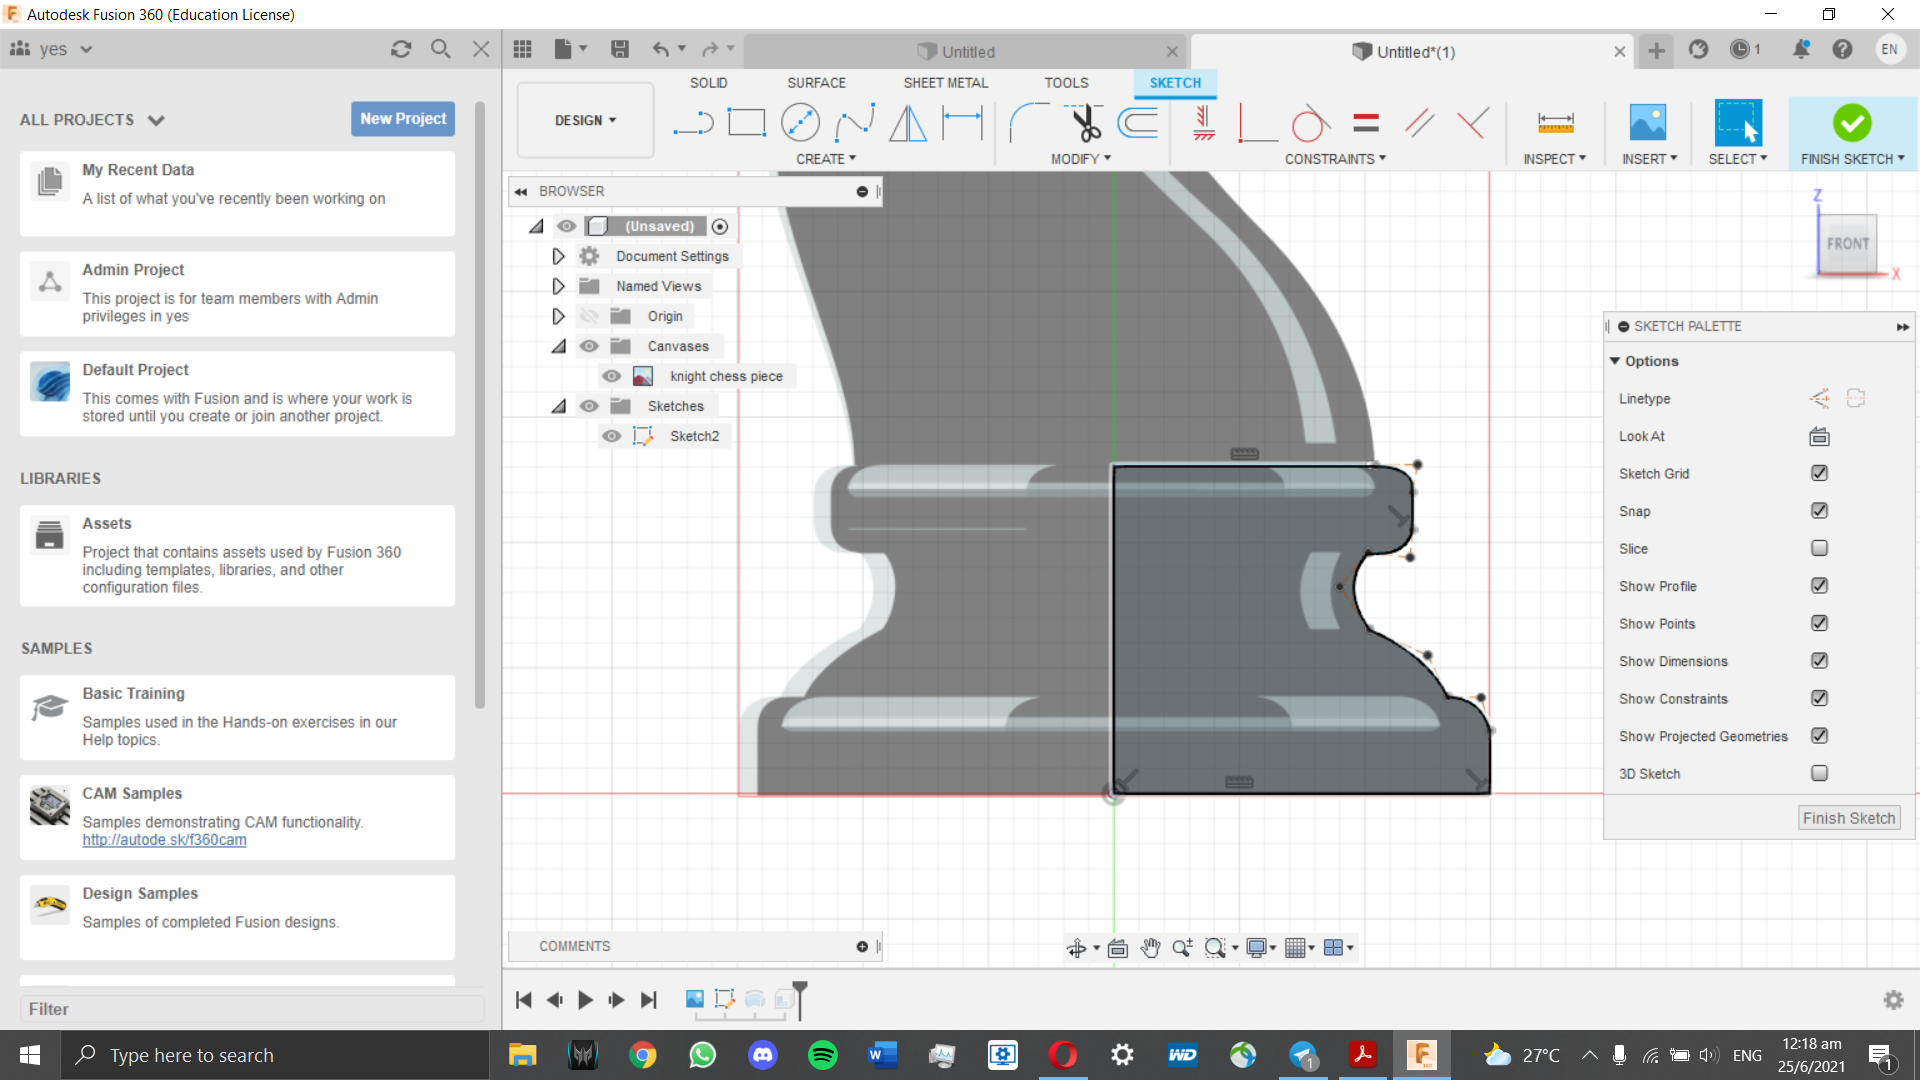 Autodesk Fusion 360 (Education License)
yes
Untitled
Untitled*(1)
1
EN
ALL PROJECTS
New Project
My Recent Data
A list of what you've recently been working on
Admin Project
This project is for team members with Admin
privileges in yes
Default Project
This comes with Fusion and is where your work is
stored until you create or join another project.
LIBRARIES
Assets
Project that contains assets used by Fusion 360
including templates, libraries, and other
configuration files.
SAMPLES
Basic Training
Samples used in the Hands-on exercises in our
Help topics.
CAM Samples
Samples demonstrating CAM functionality.
http://autode.sk/f360cam
Design Samples
Samples of completed Fusion designs.
Filter
SOLID
SURFACE
SHEET METAL
TOOLS
SKETCH
DESIGN
CREATE
MODIFY
CONSTRAINTS
INSPECT
INSERT
SELECT
FINISH SKETCH
BROWSER
(Unsaved)
Document Settings
Named Views
Origin
Canvases
knight chess piece
Sketches
Sketch2
Z
FRONT
X
SKETCH PALETTE
Options
Linetype
Look At
Sketch Grid
Snap
Slice
Show Profile
Show Points
Show Dimensions
Show Constraints
Show Projected Geometries
3D Sketch
Finish Sketch
COMMENTS
Type here to search
27°C
ENG
12:18 am
25/6/2021
1